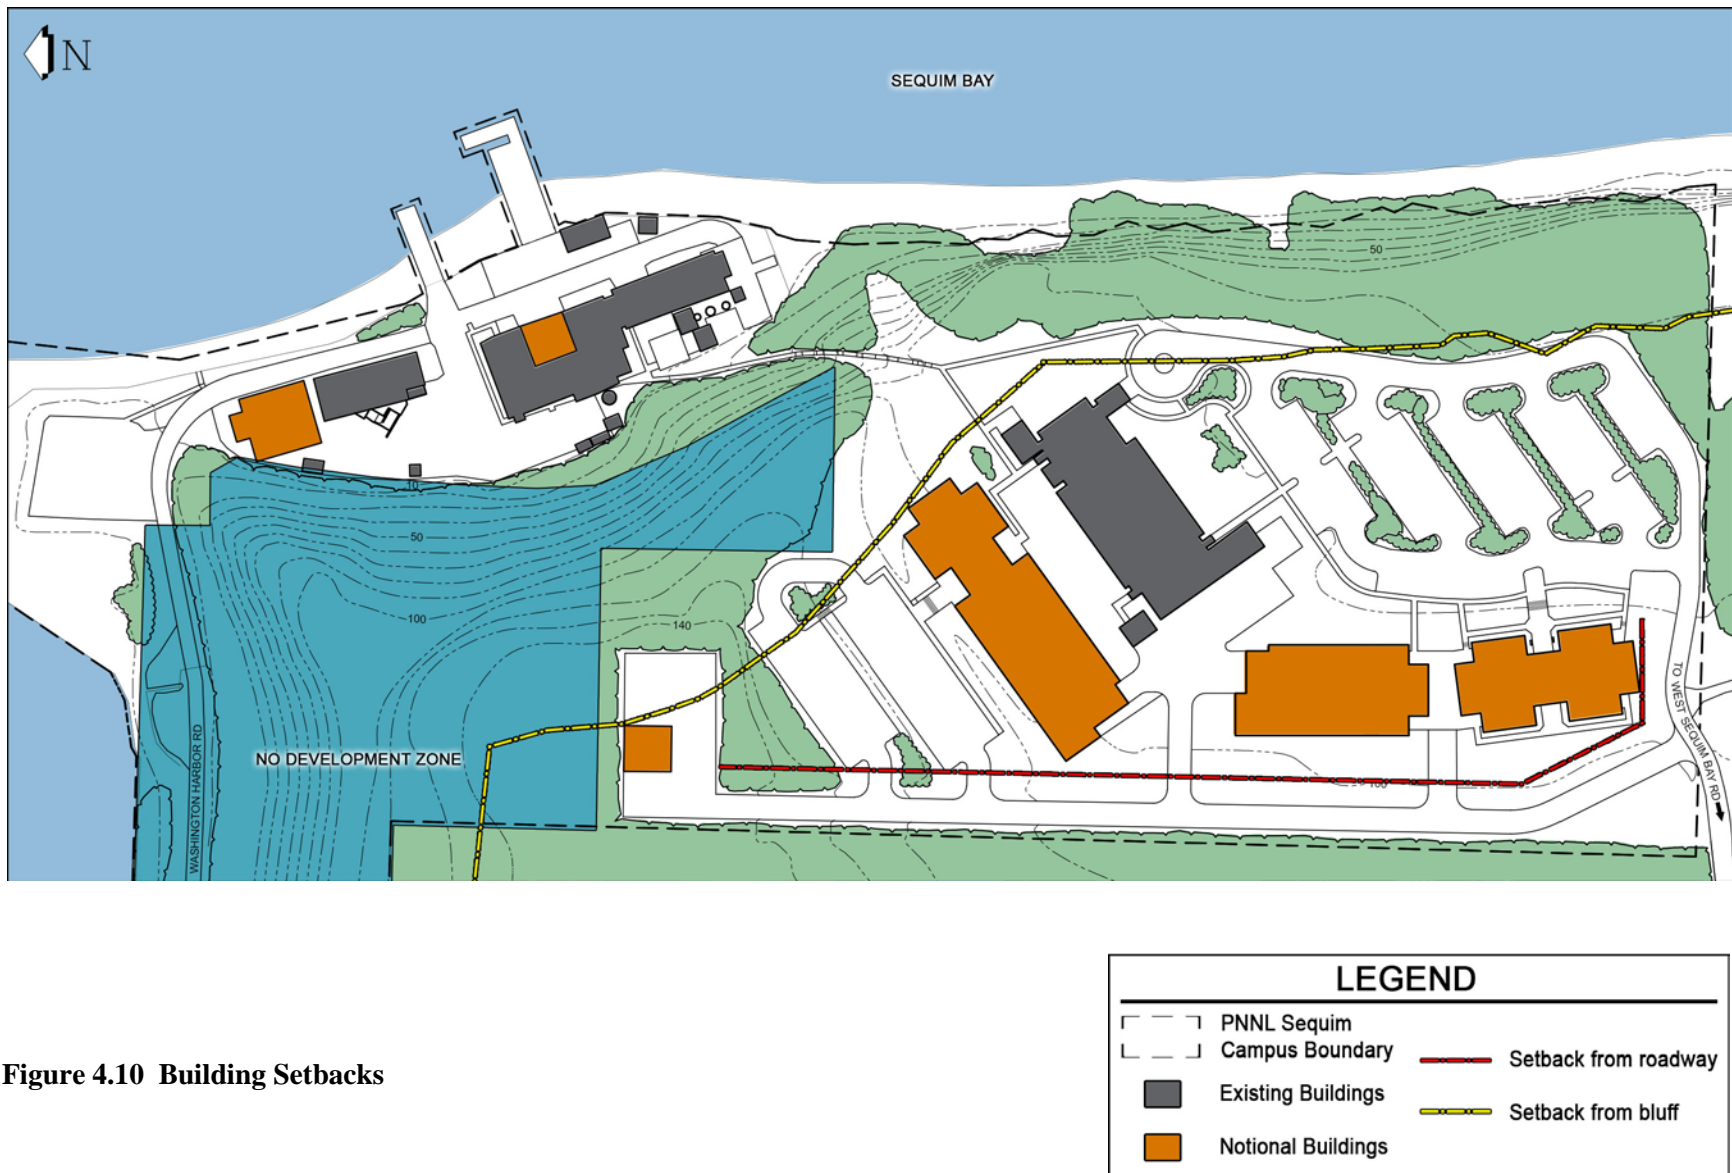 N
SEQUIM BAY
50
10
50
100
140
NO DEVELOPMENT ZONE
WASHINGTON HARBOR RD
100
TO WEST SEQUIM BAY RD
LEGEND
PNNL Sequim
Campus Boundary
Setback from roadway
Existing Buildings
Setback from bluff
Notional Buildings
Figure 4.10 Building Setbacks